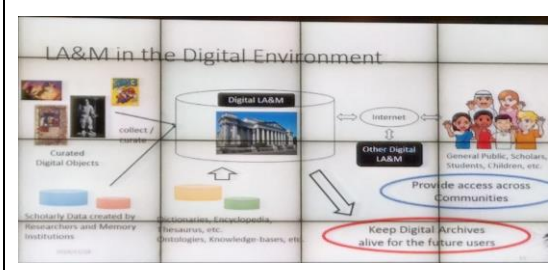 LA&M in the Digital Environment
Digital LA&M
collect /
curate
Internet
Other Digital
LA&M
Curated
Digital Objects
General Public, Scholars,
Students, Children, etc.
Provide access across
Communities
Scholarly Data created by
Researchers and Memory
Institutions
Dictionaries, Encyclopedia,
Thesaurus, etc.
Ontologies, Knowledge-bases, etc.
Keep Digital Archives
alive for the future users